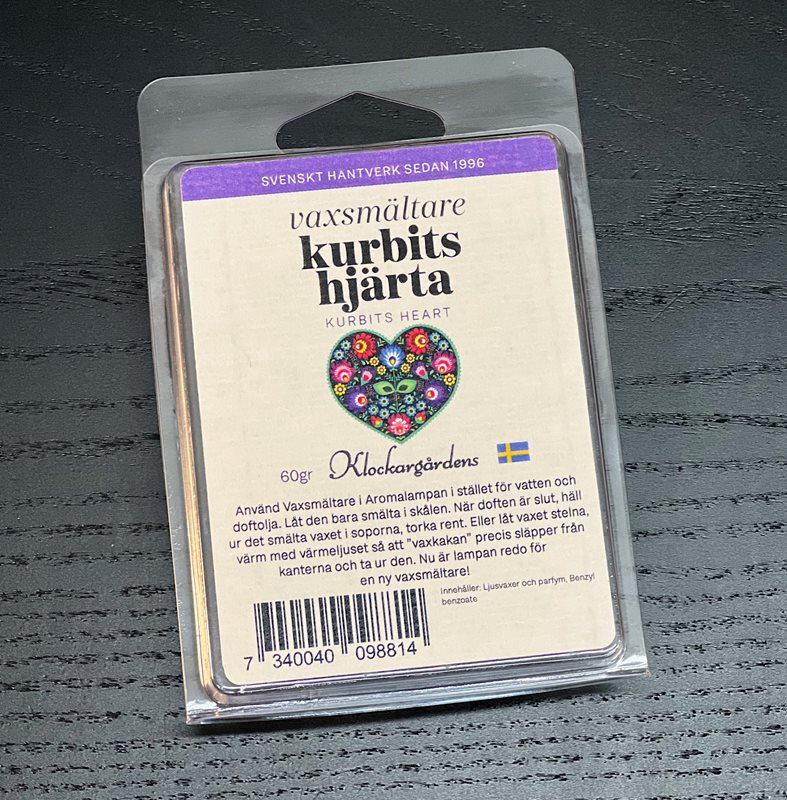 SVENSKT HANTVERK SEDAN 1996
vaxsmältare
kurbits
hjärta
KURBITS HEART
60gr Klockargårdens
Använd Vaxsmältare i Aromalampan i stället för vatten och
doftolja. Låt den bara smälta i skålen. När doften är slut, häll
ur det smälta vaxet i soporna, torka rent. Eller låt vaxet stelna,
värm med värmeljuset så att "vaxkakan" precis släpper från
kanterna och ta ur den. Nu är lampan redo för
en ny vaxsmältare!
Innehåller: Ljusvaxer och parfym, Benzyl
benzoate
7 340040 098814